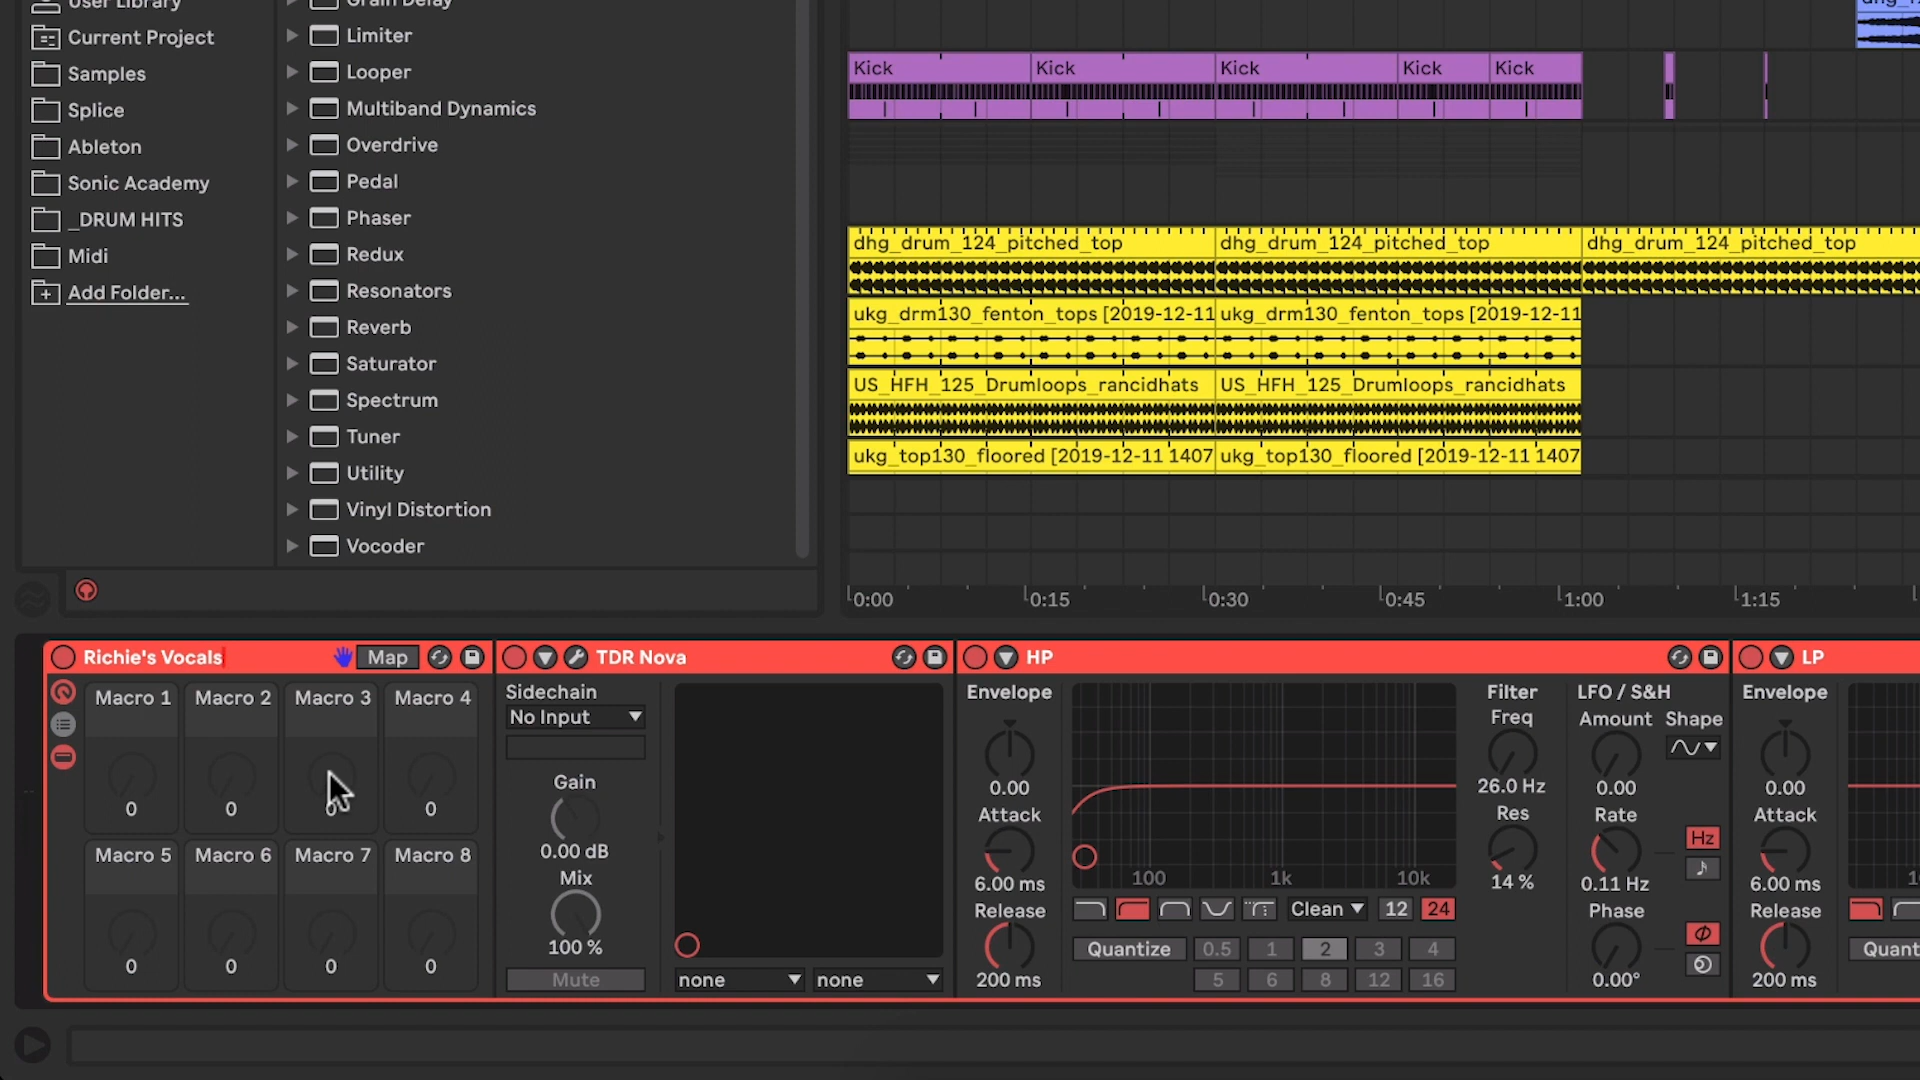 User Library
Current Project
Samples
Splice
Ableton
Sonic Academy
_DRUM HITS
Midi
Add Folder...
Grain Delay
Limiter
Looper
Multiband Dynamics
Overdrive
Pedal
Phaser
Redux
Resonators
Reverb
Saturator
Spectrum
Tuner
Utility
Vinyl Distortion
Vocoder
Kick Kick Kick Kick Kick
dhg_drum_124_pitched_top dhg_drum_124_pitched_top dhg_drum_124_pitched_top
ukg_drm130_fenton_tops [2019-12-11 ukg_drm130_fenton_tops [2019-12-11
US_HFH_125_Drumloops_rancidhats US_HFH_125_Drumloops_rancidhats
ukg_top130_floored [2019-12-11 1407 ukg_top130_floored [2019-12-11 1407
0:00 0:15 0:30 0:45 1:00 1:15
Richie's Vocals Map
Macro 1 Macro 2 Macro 3 Macro 4
0 0 0 0
Macro 5 Macro 6 Macro 7 Macro 8
0 0 0 0
TDR Nova
Sidechain
No Input
Gain
0.00 dB
Mix
100 %
Mute
none none
HP
Envelope
0.00
Attack
6.00 ms
Release
200 ms
100 1k 10k
Clean 12 24
Quantize 0.5 1 2 3 4
5 6 8 12 16
Filter
Freq
26.0 Hz
Res
14 %
LFO / S&H
Amount Shape
0.00
Rate
Hz
0.11 Hz
Phase
0.00°
LP
Envelope
0.00
Attack
6.00 ms
Release
200 ms
Quant